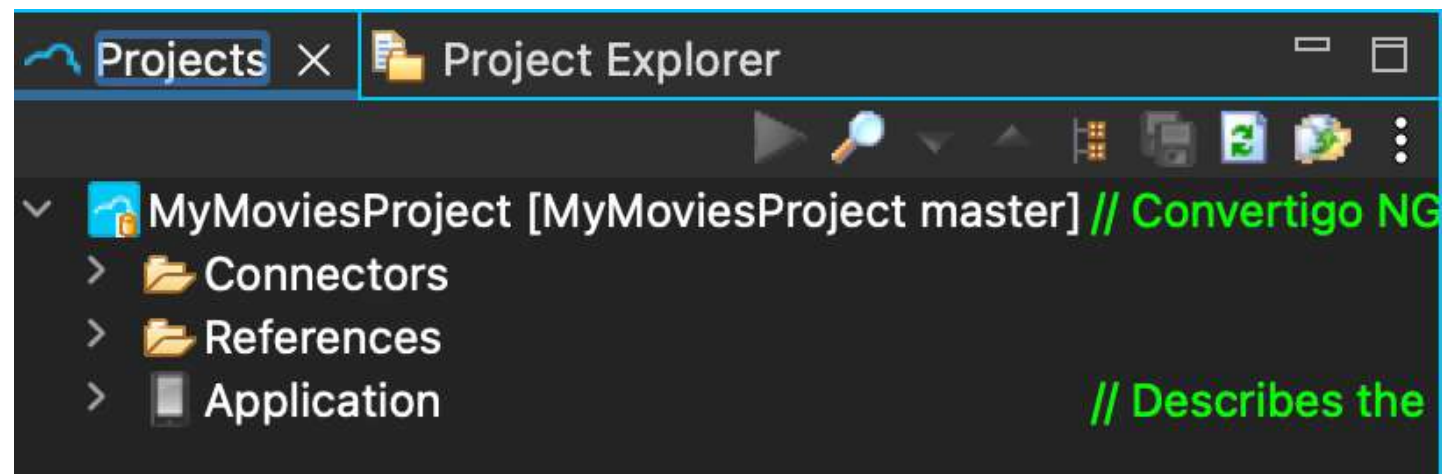 Projects Project Explorer
MyMoviesProject [MyMoviesProject master] // Convertigo NG
Connectors
References
Application // Describes the